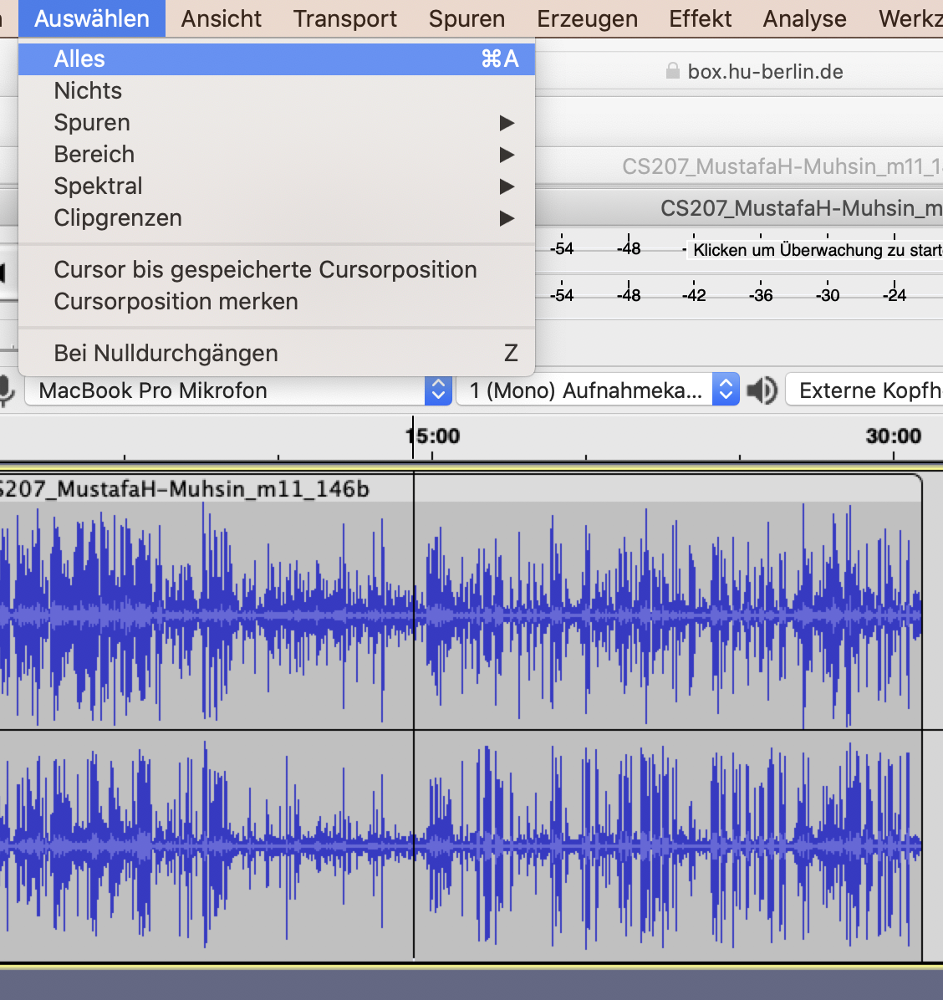 Auswählen Ansicht Transport Spuren Erzeugen Effekt Analyse Werkz
Alles ⌘A
Nichts
Spuren ▶
Bereich ▶
Spektral ▶
Clipgrenzen ▶
Cursor bis gespeicherte Cursorposition
Cursorposition merken
Bei Nulldurchgängen Z
box.hu-berlin.de
CS207_MustafaH-Muhsin_m11_1
CS207_MustafaH-Muhsin_m
-54 -48 - Klicken um Überwachung zu start
-54 -48 -42 -36 -30 -24
MacBook Pro Mikrofon 1 (Mono) Aufnahmeka... Externe Kopfh
15:00 30:00
S207_MustafaH-Muhsin_m11_146b